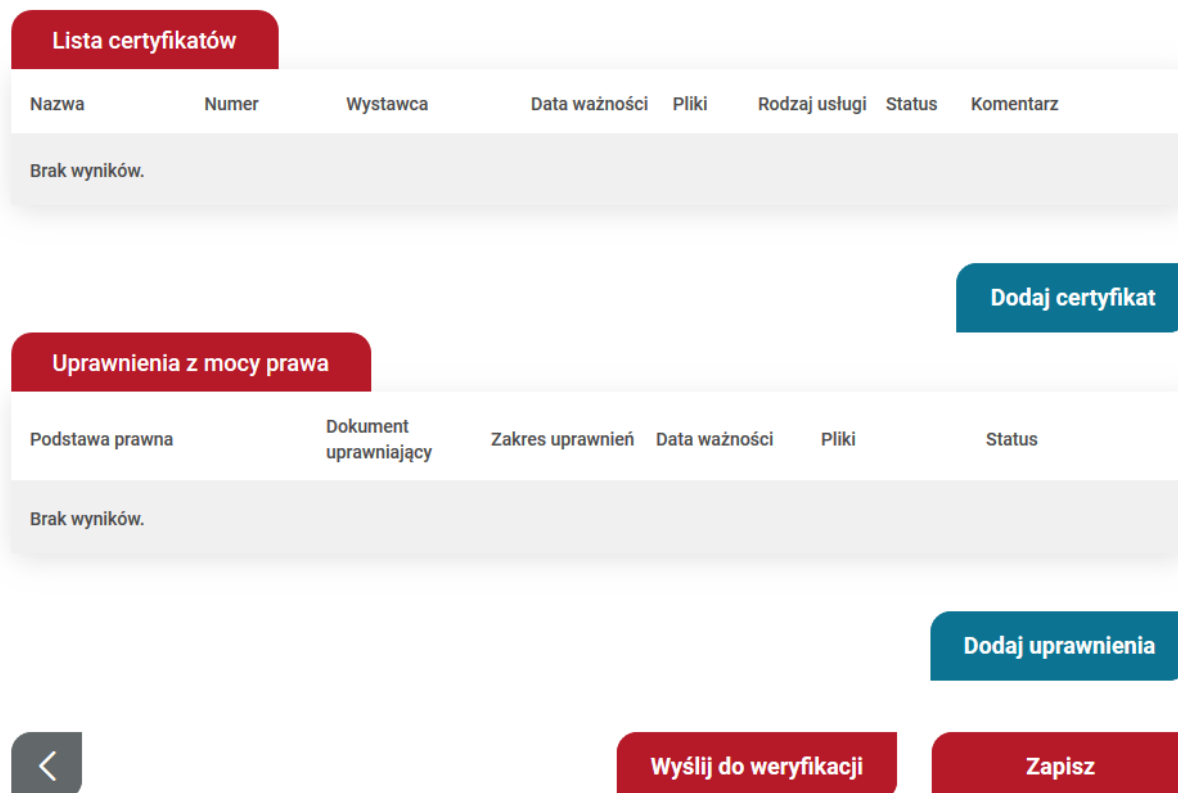 Lista certyfikatów
Nazwa Numer Wystawca Data ważności Pliki Rodzaj usługi Status Komentarz
Brak wyników.
Dodaj certyfikat
Uprawnienia z mocy prawa
Podstawa prawna Dokument uprawniający Zakres uprawnień Data ważności Pliki Status
Brak wyników.
Dodaj uprawnienia
Wyślij do weryfikacji Zapisz